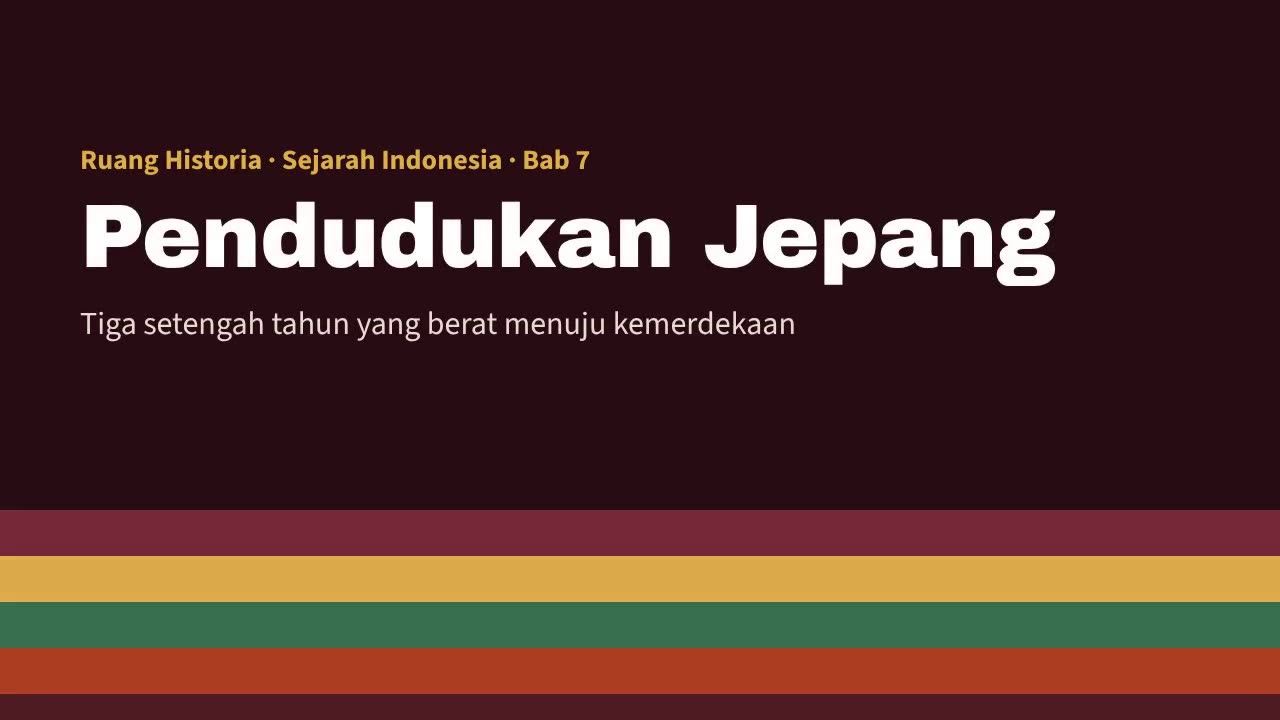 Ruang Historia · Sejarah Indonesia · Bab 7
Pendudukan Jepang
Tiga setengah tahun yang berat menuju kemerdekaan